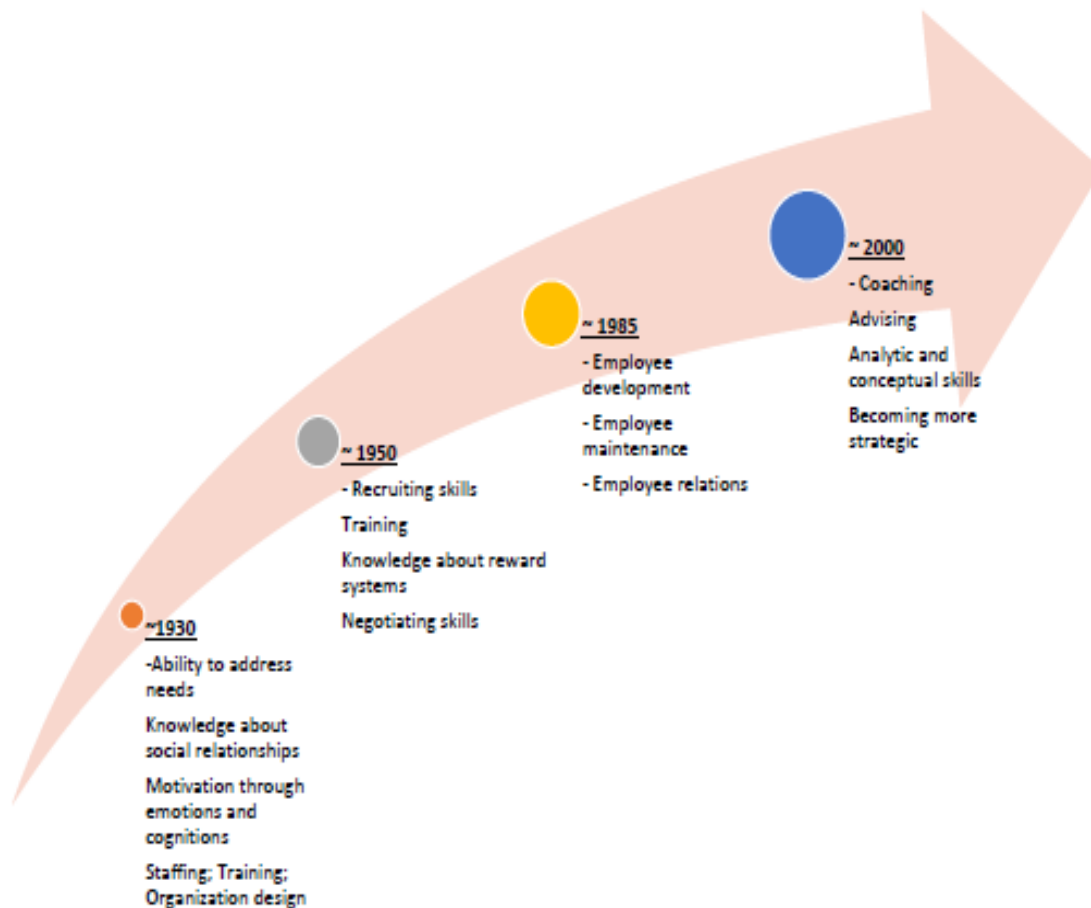 ~1930
-Ability to address
needs
Knowledge about
social relationships
Motivation through
emotions and
cognitions
Staffing; Training;
Organization design
~ 1950
- Recruiting skills
Training
Knowledge about reward
systems
Negotiating skills
~ 1985
- Employee
development
- Employee
maintenance
- Employee relations
~ 2000
- Coaching
Advising
Analytic and
conceptual skills
Becoming more
strategic